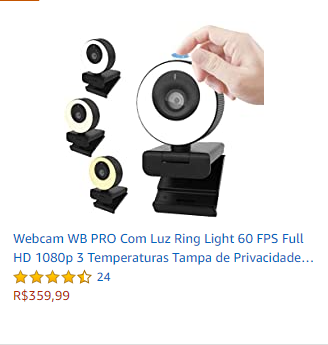 Webcam WB PRO Com Luz Ring Light 60 FPS Full
HD 1080p 3 Temperaturas Tampa de Privacidade…
24
R$359,99